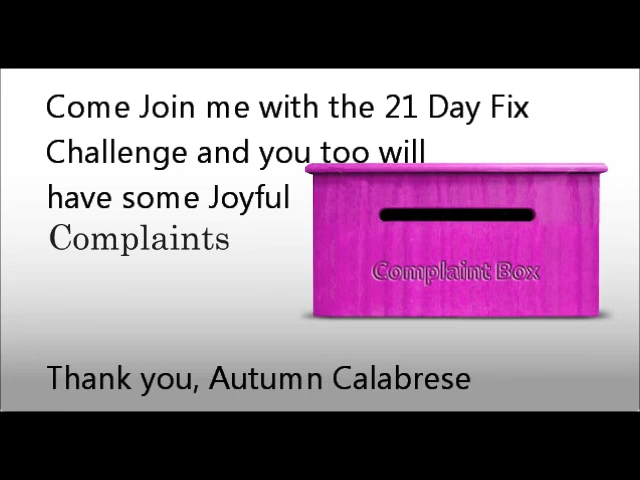 Come Join me with the 21 Day Fix
Challenge and you too will
have some Joyful
Complaints
Complaint Box
Thank you, Autumn Calabrese